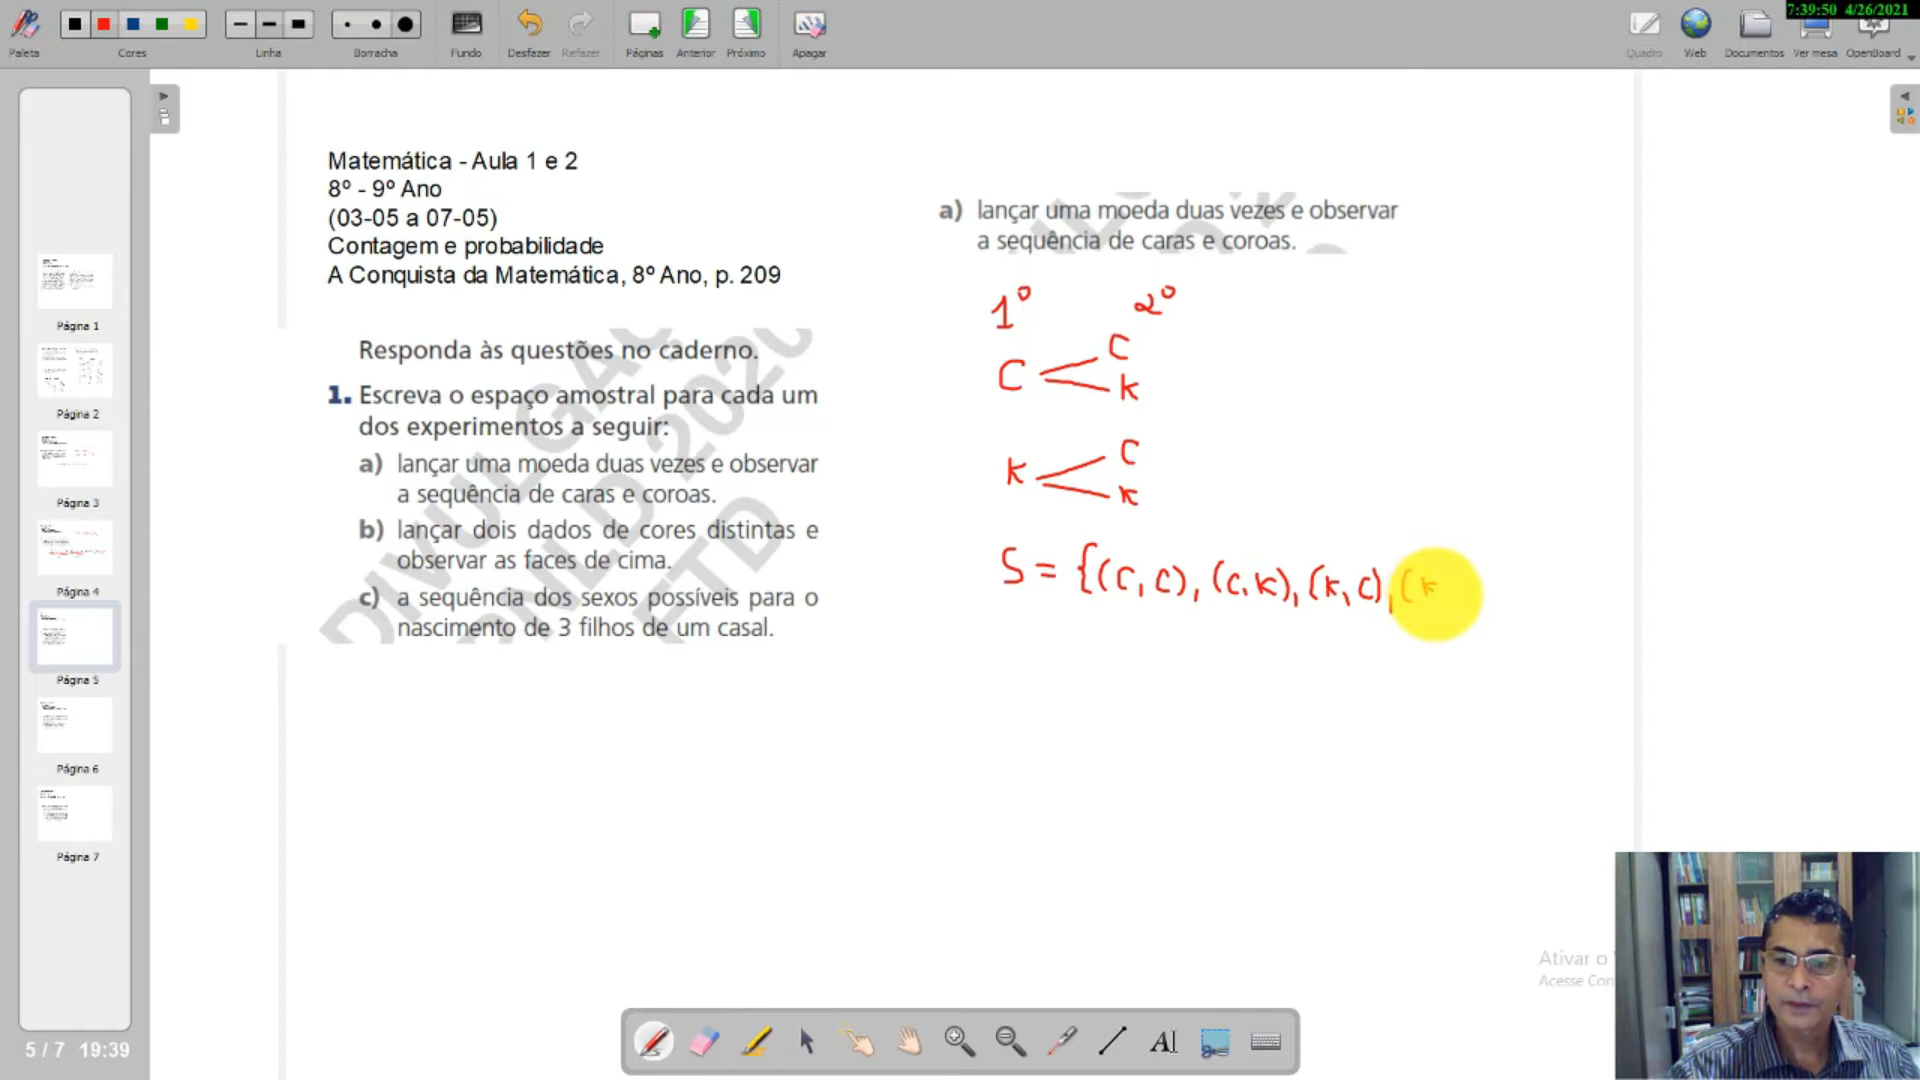 7:39:50 4/26/2021
Paleta
Cores
Linha
Borracha
Fundo
Desfazer
Refazer
Páginas
Anterior
Próximo
Apagar
Quadro
Web
Documentos
Ver mesa
OpenBoard
Página 1
Página 2
Página 3
Página 4
Página 5
Página 6
Página 7
5 / 7 19:39
Matemática - Aula 1 e 2
8º - 9º Ano
(03-05 a 07-05)
Contagem e probabilidade
A Conquista da Matemática, 8º Ano, p. 209
Responda às questões no caderno.
1. Escreva o espaço amostral para cada um
dos experimentos a seguir:
a) lançar uma moeda duas vezes e observar
a sequência de caras e coroas.
b) lançar dois dados de cores distintas e
observar as faces de cima.
c) a sequência dos sexos possíveis para o
nascimento de 3 filhos de um casal.
a) lançar uma moeda duas vezes e observar
a sequência de caras e coroas.
1º 2º
C
C
K
C
K
K
S = {(C,C), (C,K), (K,C), (K
Ativar o
Acesse Con
AI